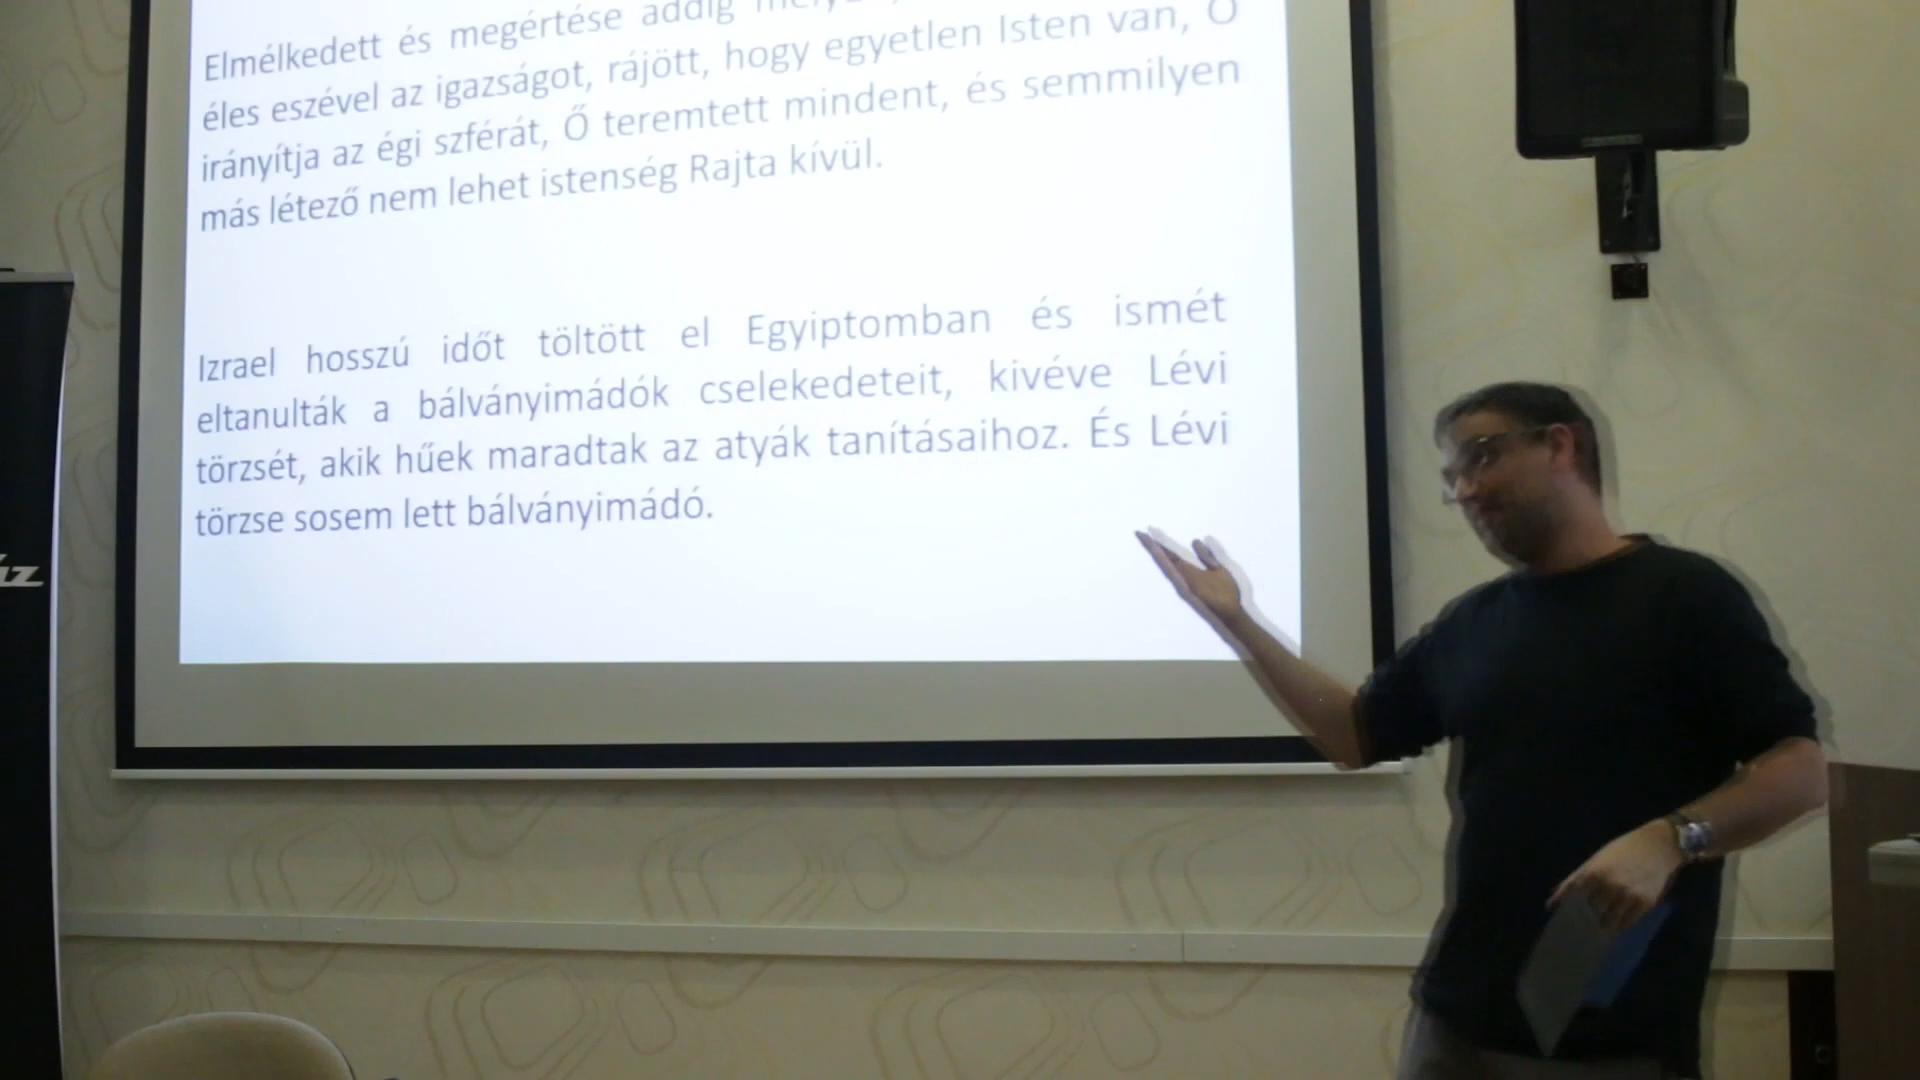 Elmélkedett és megértése addig
éles eszével az igazságot, rájött, hogy egyetlen Isten van, Ő
irányítja az égi szférát, Ő teremtett mindent, és semmilyen
más létező nem lehet istenség Rajta kívül.
Izrael hosszú időt töltött el Egyiptomban és ismét
eltanulták a bálványimádók cselekedeteit, kivéve Lévi
törzsét, akik hűek maradtak az atyák tanításaihoz. És Lévi
törzse sosem lett bálványimádó.